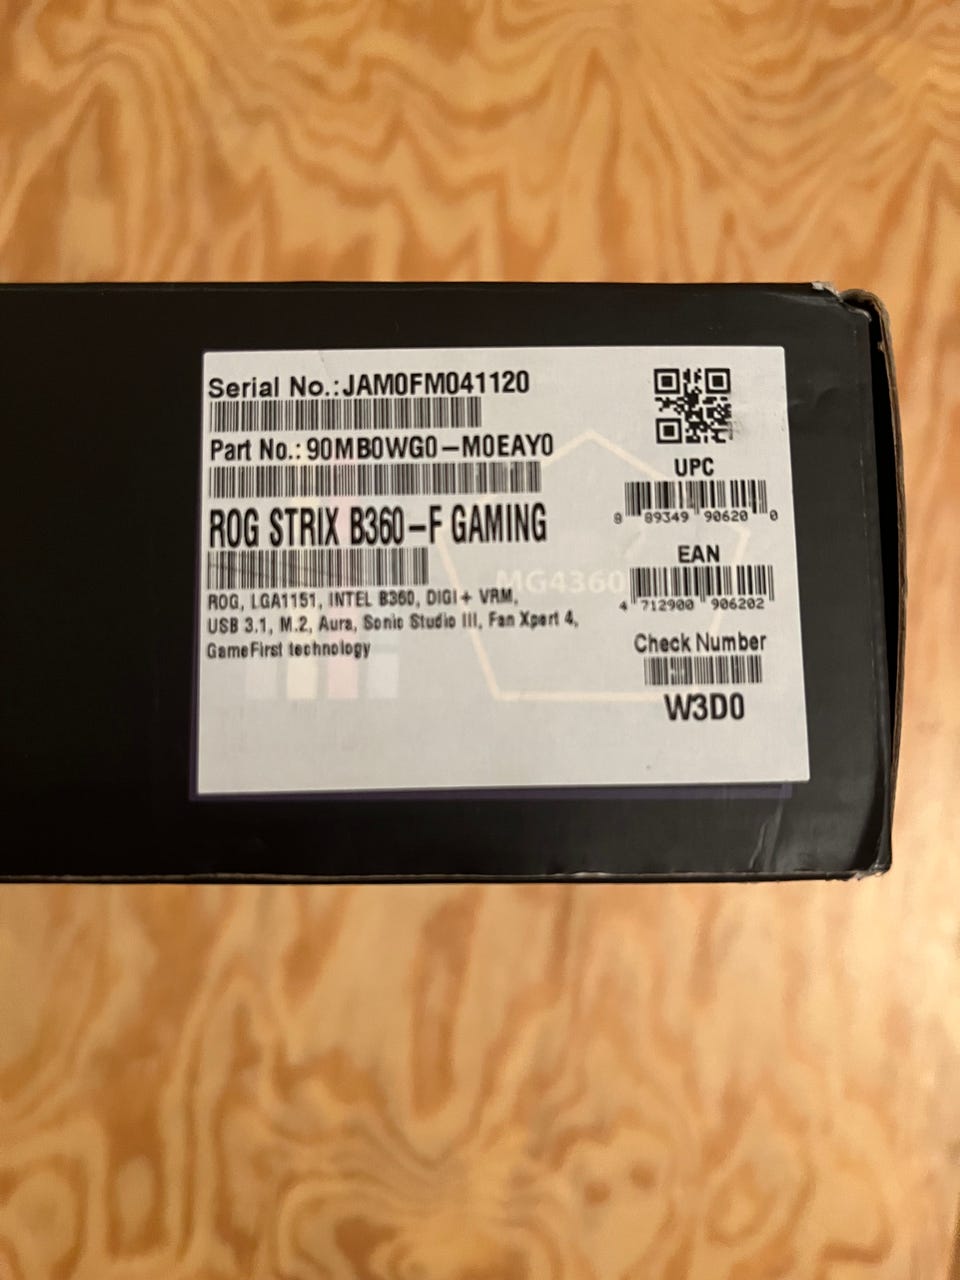 Serial No.:JAM0FM041120
Part No.: 90MB0WG0-M0EAY0
ROG STRIX B360-F GAMING
ROG, LGA1151, INTEL B360, DIGI+ VRM,
USB 3.1, M.2, Aura, Sonic Studio III, Fan Xpert 4,
GameFirst technology
UPC
8 89349 90620 0
EAN
4 712900 906202
Check Number
W3D0
MG4360